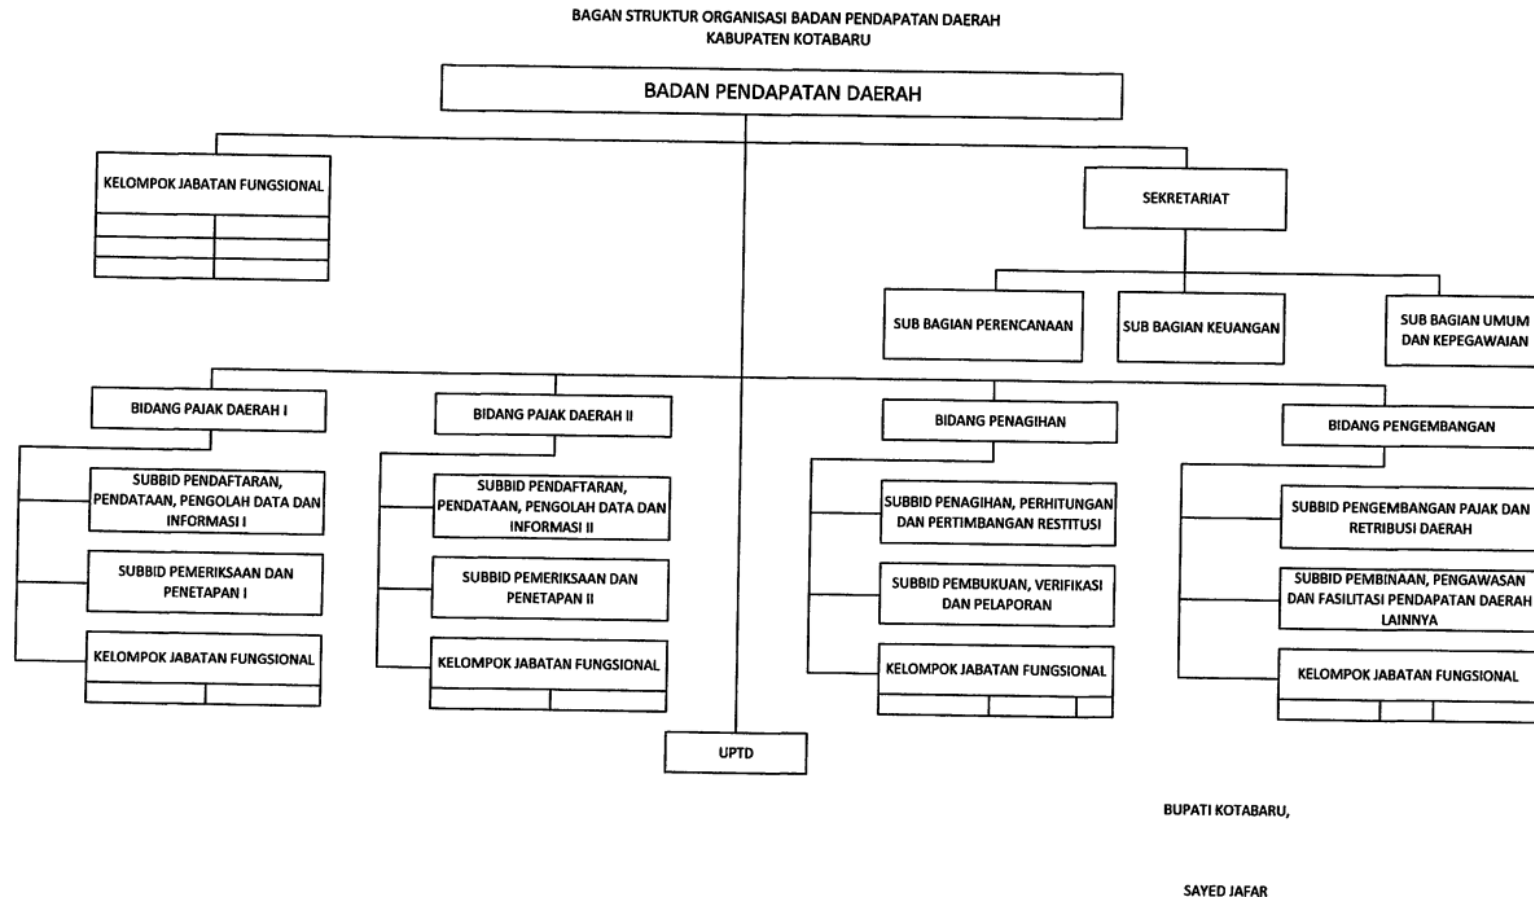 BAGAN STRUKTUR ORGANISASI BADAN PENDAPATAN DAERAH
KABUPATEN KOTABARU
BADAN PENDAPATAN DAERAH
KELOMPOK JABATAN FUNGSIONAL
SEKRETARIAT
SUB BAGIAN PERENCANAAN
SUB BAGIAN KEUANGAN
SUB BAGIAN UMUM
DAN KEPEGAWAIAN
BIDANG PAJAK DAERAH I
BIDANG PAJAK DAERAH II
BIDANG PENAGIHAN
BIDANG PENGEMBANGAN
SUBBID PENDAFTARAN,
PENDATAAN, PENGOLAH DATA DAN
INFORMASI I
SUBBID PENDAFTARAN,
PENDATAAN, PENGOLAH DATA DAN
INFORMASI II
SUBBID PENAGIHAN, PERHITUNGAN
DAN PERTIMBANGAN RESTITUSI
SUBBID PENGEMBANGAN PAJAK DAN
RETRIBUSI DAERAH
SUBBID PEMERIKSAAN DAN
PENETAPAN I
SUBBID PEMERIKSAAN DAN
PENETAPAN II
SUBBID PEMBUKUAN, VERIFIKASI
DAN PELAPORAN
SUBBID PEMBINAAN, PENGAWASAN
DAN FASILITASI PENDAPATAN DAERAH
LAINNYA
KELOMPOK JABATAN FUNGSIONAL
KELOMPOK JABATAN FUNGSIONAL
KELOMPOK JABATAN FUNGSIONAL
KELOMPOK JABATAN FUNGSIONAL
UPTD
BUPATI KOTABARU,
SAYED JAFAR